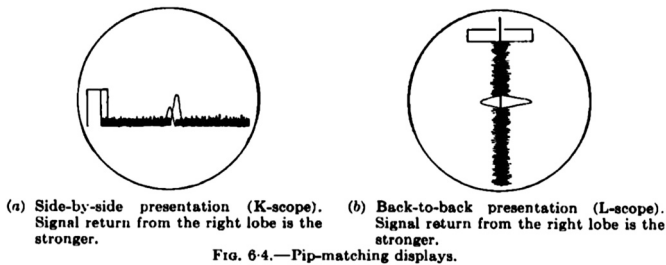 (a) Side-by-side presentation (K-scope).
Signal return from the right lobe is the
stronger.
(b) Back-to-back presentation (L-scope).
Signal return from the right lobe is the
stronger.
FIG. 6·4.—Pip-matching displays.